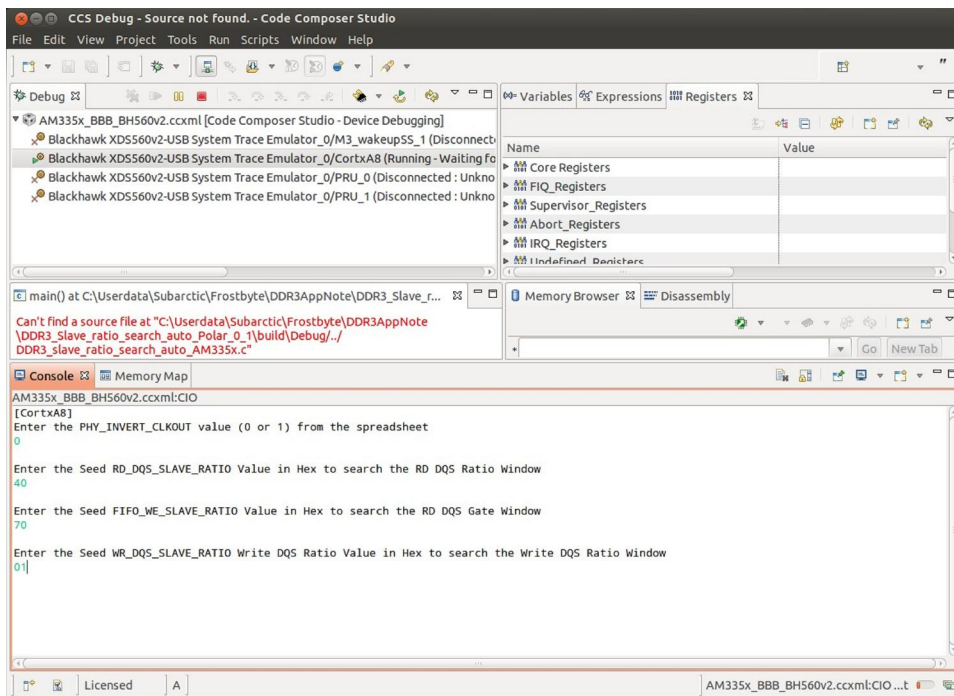 CCS Debug - Source not found. - Code Composer Studio
File Edit View Project Tools Run Scripts Window Help
Debug
Variables Expressions Registers
AM335x_BBB_BH560v2.ccxml [Code Composer Studio - Device Debugging]
Blackhawk XDS560v2-USB System Trace Emulator_0/M3_wakeupSS_1 (Disconnect
Blackhawk XDS560v2-USB System Trace Emulator_0/CortxA8 (Running - Waiting fo
Blackhawk XDS560v2-USB System Trace Emulator_0/PRU_0 (Disconnected : Unkno
Blackhawk XDS560v2-USB System Trace Emulator_0/PRU_1 (Disconnected : Unkno
Name Value
Core Registers
FIQ_Registers
Supervisor_Registers
Abort_Registers
IRQ_Registers
Undefined_Registers
main() at C:\Userdata\Subarctic\Frostbyte\DDR3AppNote\DDR3_Slave_r...
Can't find a source file at "C:\Userdata\Subarctic\Frostbyte\DDR3AppNote
\DDR3_Slave_ratio_search_auto_Polar_0_1\build\Debug/../
DDR3_slave_ratio_search_auto_AM335x.c"
Memory Browser Disassembly
Go New Tab
Console Memory Map
AM335x_BBB_BH560v2.ccxml:CIO
[CortxA8]
Enter the PHY_INVERT_CLKOUT value (0 or 1) from the spreadsheet
0
Enter the Seed RD_DQS_SLAVE_RATIO Value in Hex to search the RD DQS Ratio Window
40
Enter the Seed FIFO_WE_SLAVE_RATIO Value in Hex to search the RD DQS Gate Window
70
Enter the Seed WR_DQS_SLAVE_RATIO Write DQS Ratio Value in Hex to search the Write DQS Ratio Window
01
Licensed A AM335x_BBB_BH560v2.ccxml:CIO ...t